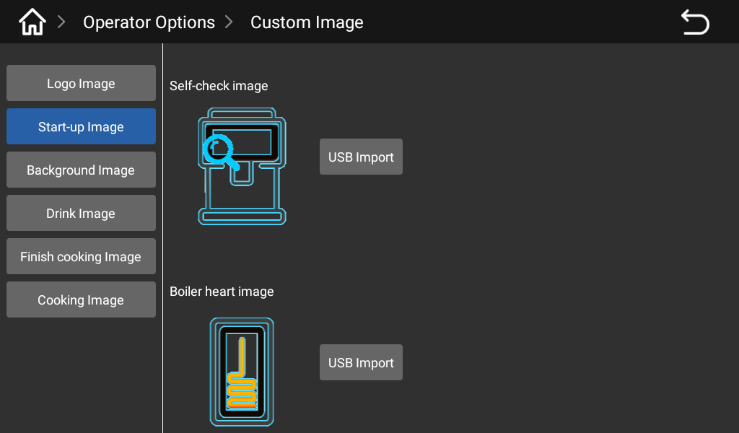 Operator Options > Custom Image
Logo Image
Start-up Image
Background Image
Drink Image
Finish cooking Image
Cooking Image
Self-check image
USB Import
Boiler heart image
USB Import